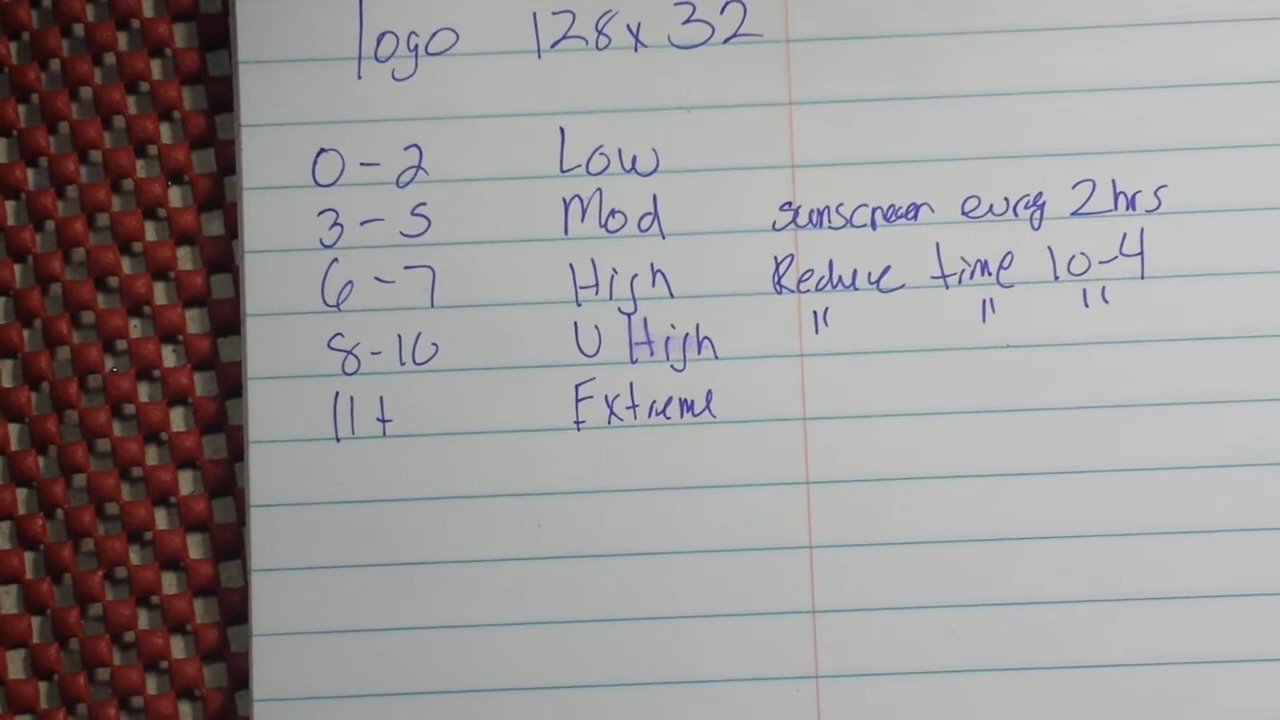 logo 128x32
0-2 Low
3-5 Mod sunscreen evry 2hrs
6-7 High Reduce time 10-4
8-10 V High " " "
11+ Extreme